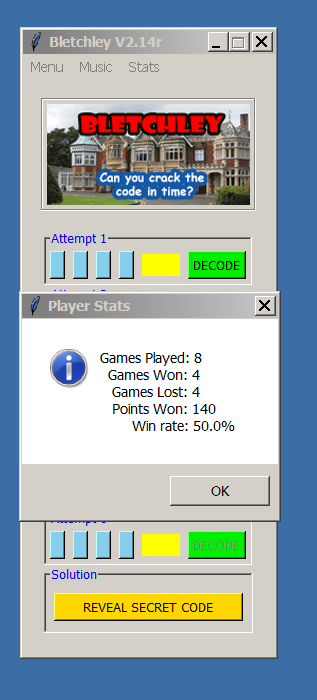 Bletchley V2.14r
Menu Music Stats
BLETCHLEY
Can you crack the
code in time?
Attempt 1
DECODE
Player Stats
Games Played: 8
Games Won: 4
Games Lost: 4
Points Won: 140
Win rate: 50.0%
OK
DECODE
Solution
REVEAL SECRET CODE